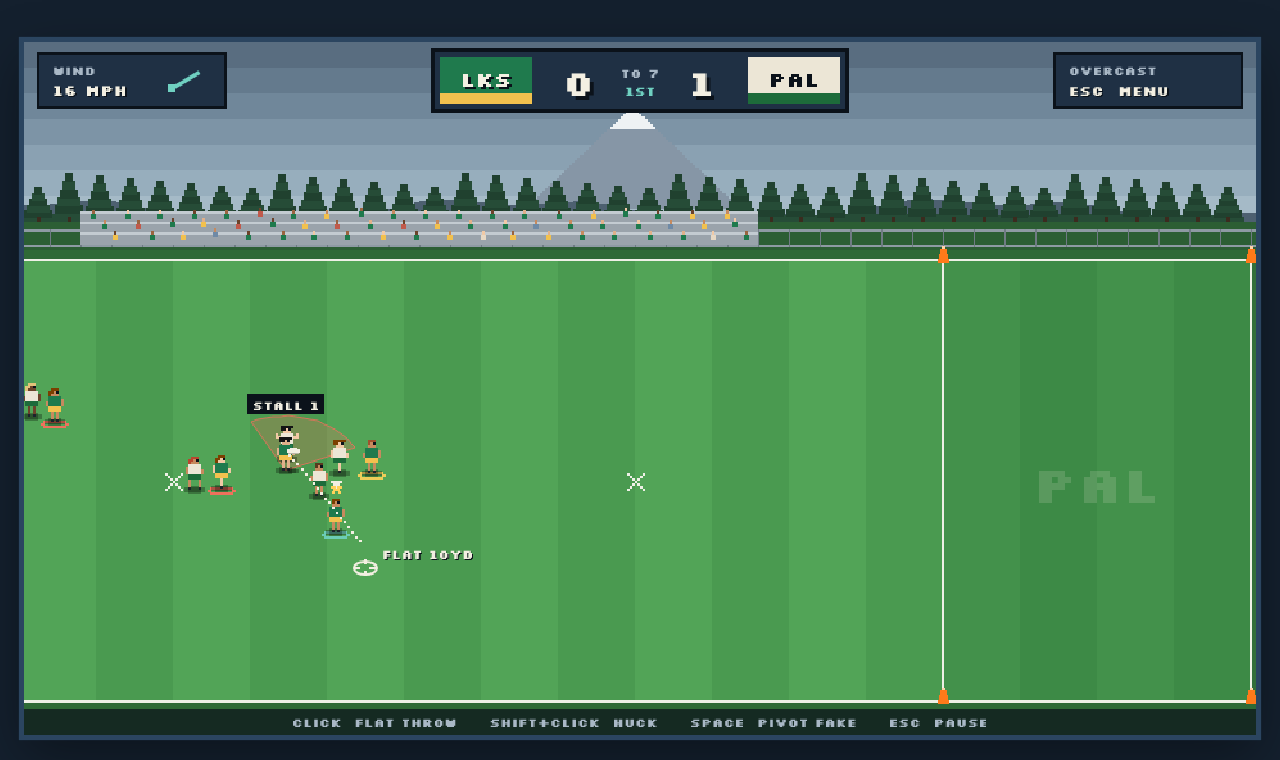 WIND
16 MPH
LKS 0 TO 7 1ST 1 PAL
OVERCAST
ESC MENU
STALL 1
PAL
FLAT 10YD
CLICK FLAT THROW SHIFT+CLICK HUCK SPACE PIVOT FAKE ESC PAUSE